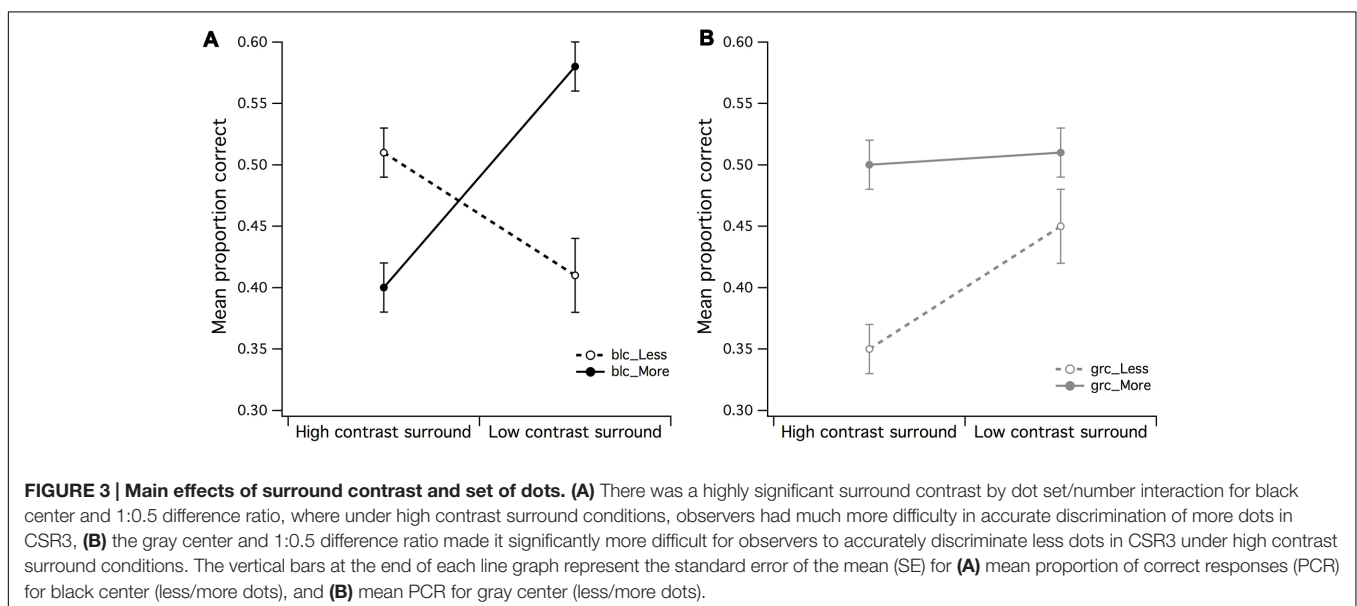 A
B
0.60
0.55
0.50
0.45
0.40
0.35
0.30
Mean proportion correct
blc_Less
blc_More
High contrast surround
Low contrast surround
0.60
0.55
0.50
0.45
0.40
0.35
0.30
Mean proportion correct
grc_Less
grc_More
High contrast surround
Low contrast surround
FIGURE 3 | Main effects of surround contrast and set of dots. (A) There was a highly significant surround contrast by dot set/number interaction for black
center and 1:0.5 difference ratio, where under high contrast surround conditions, observers had much more difficulty in accurate discrimination of more dots in
CSR3, (B) the gray center and 1:0.5 difference ratio made it significantly more difficult for observers to accurately discriminate less dots in CSR3 under high contrast
surround conditions. The vertical bars at the end of each line graph represent the standard error of the mean (SE) for (A) mean proportion of correct responses (PCR)
for black center (less/more dots), and (B) mean PCR for gray center (less/more dots).